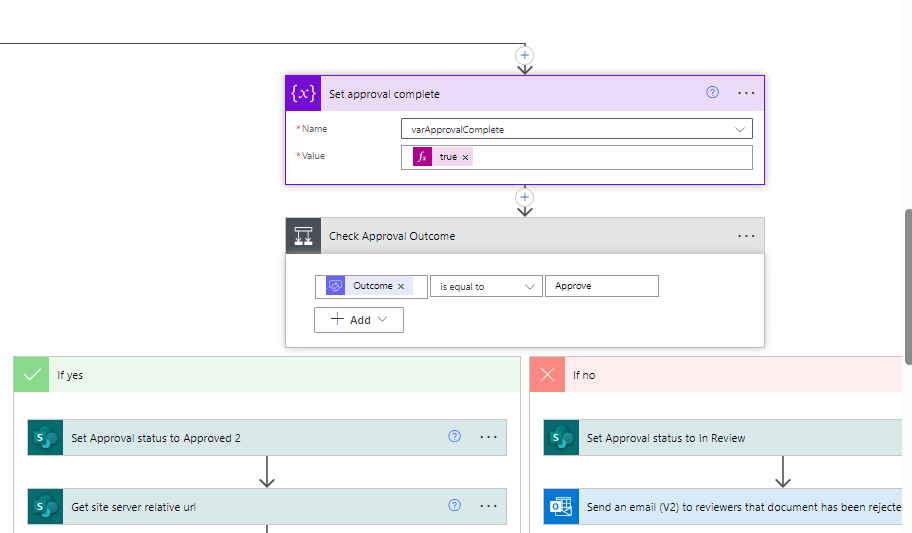 {x} Set approval complete
* Name varApprovalComplete
* Value fx true ×
Check Approval Outcome
Outcome × is equal to Approve
+ Add
If yes
If no
S Set Approval status to Approved 2
S Set Approval status to In Review
S Get site server relative url
Send an email (V2) to reviewers that document has been rejecte